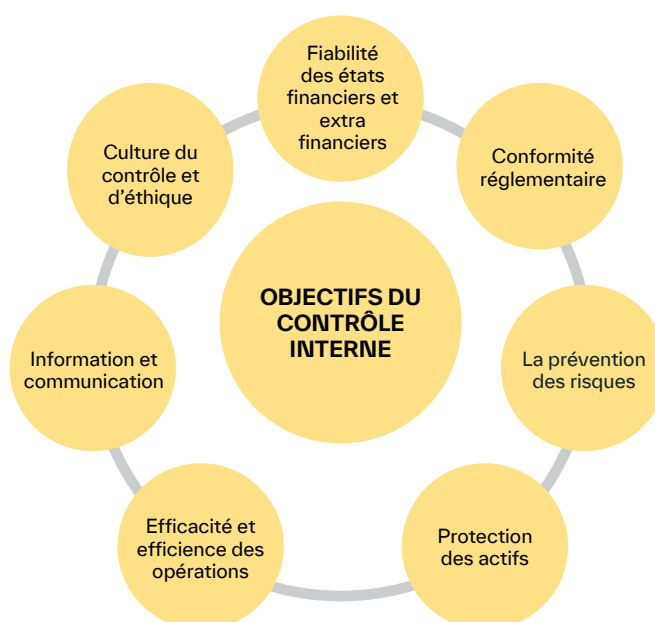 Fiabilité
des états
financiers et
extra
financiers
Conformité
réglementaire
La prévention
des risques
Protection
des actifs
Efficacité et
efficience des
opérations
Information et
communication
Culture du
contrôle et
d'éthique
OBJECTIFS DU
CONTRÔLE
INTERNE